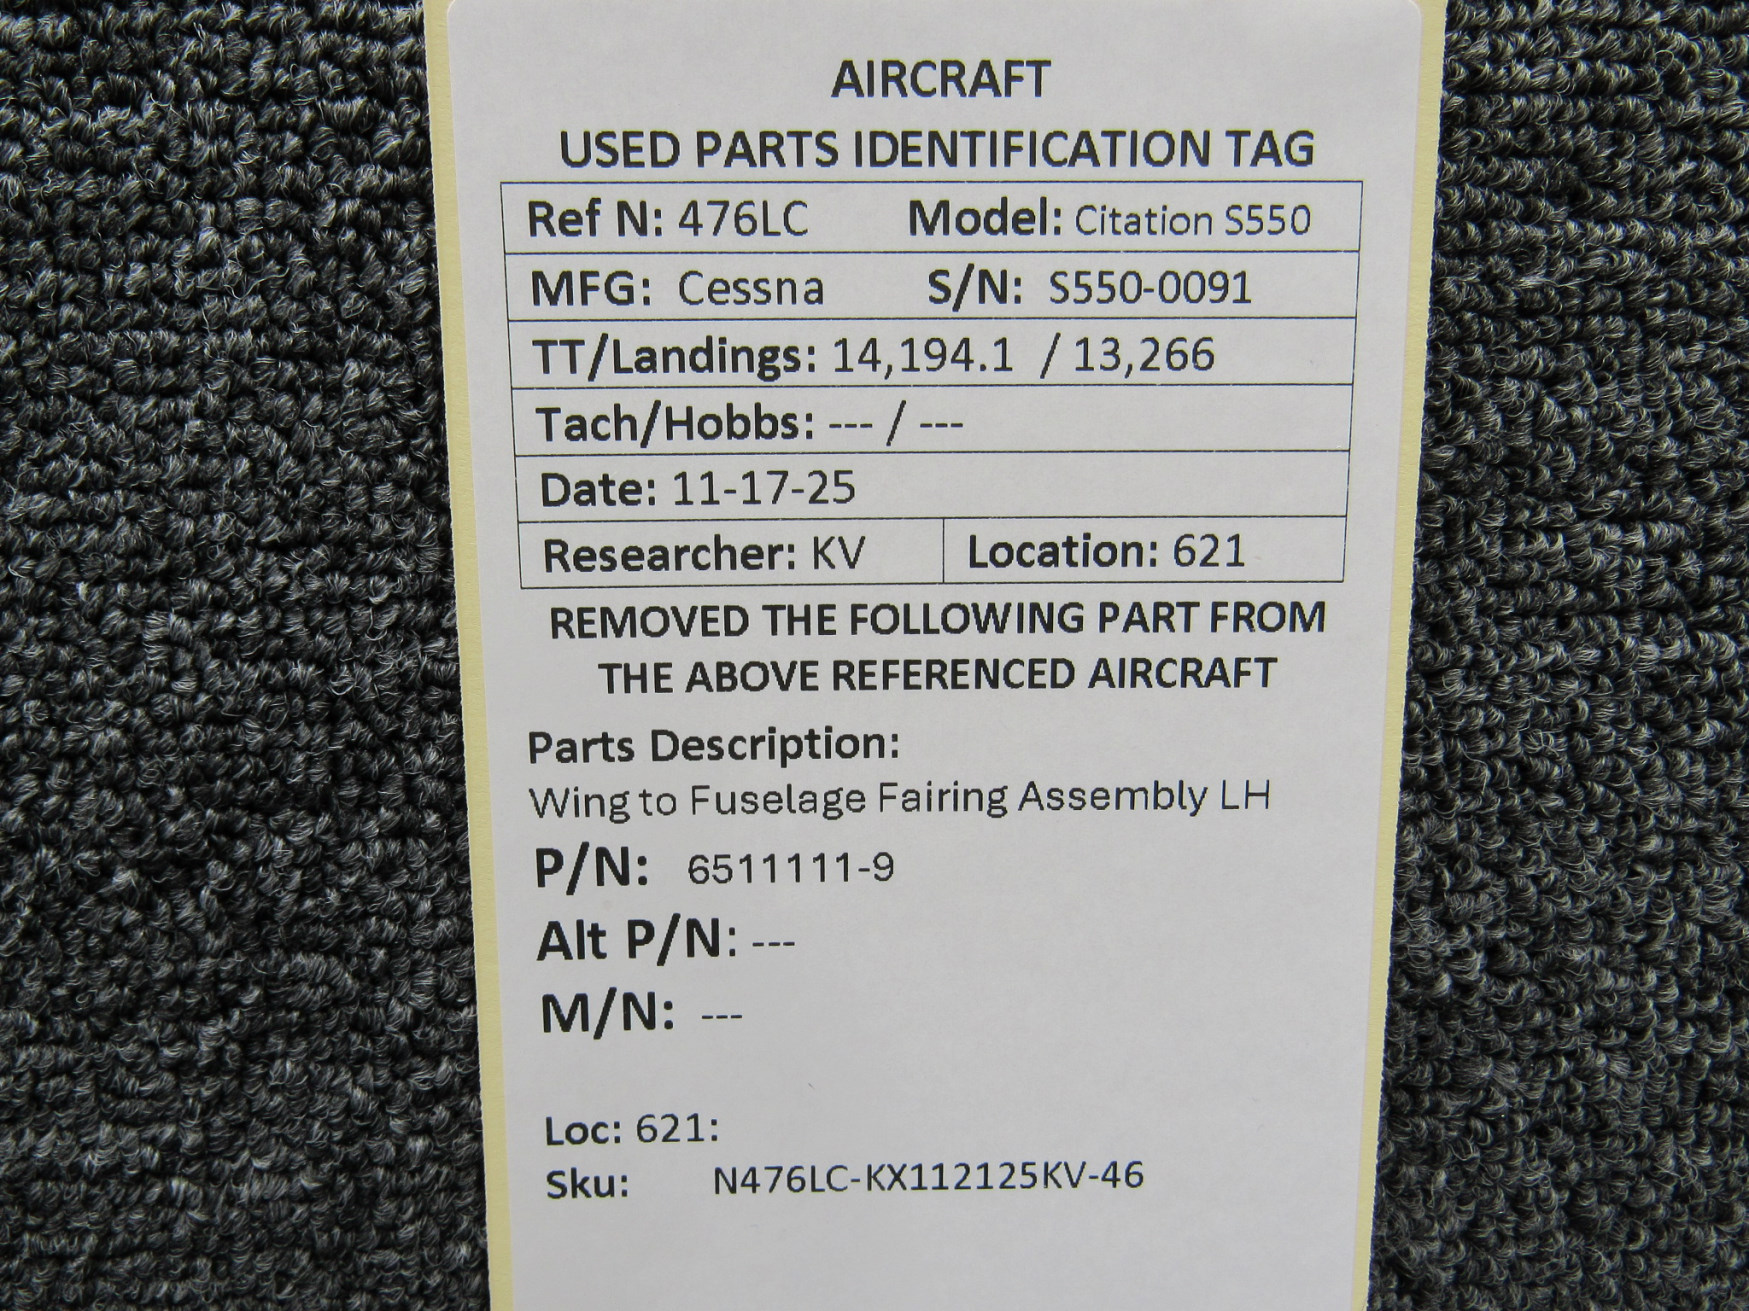 AIRCRAFT
USED PARTS IDENTIFICATION TAG
Ref N: 476LC Model: Citation S550
MFG: Cessna S/N: S550-0091
TT/Landings: 14,194.1 / 13,266
Tach/Hobbs: --- / ---
Date: 11-17-25
Researcher: KV Location: 621
REMOVED THE FOLLOWING PART FROM
THE ABOVE REFERENCED AIRCRAFT
Parts Description:
Wing to Fuselage Fairing Assembly LH
P/N: 6511111-9
Alt P/N: ---
M/N: ---
Loc: 621:
Sku: N476LC-KX112125KV-46